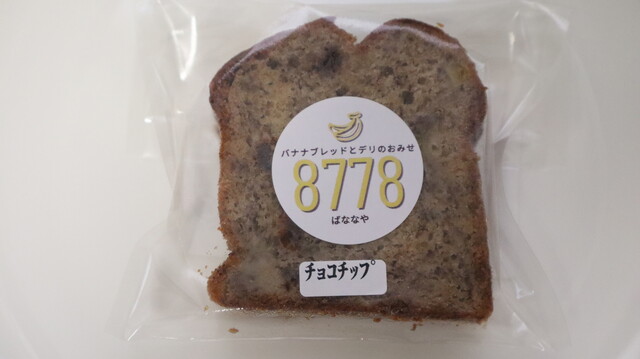 バナナブレッドとデリのおみせ
8778
ばななや
チョコチップ